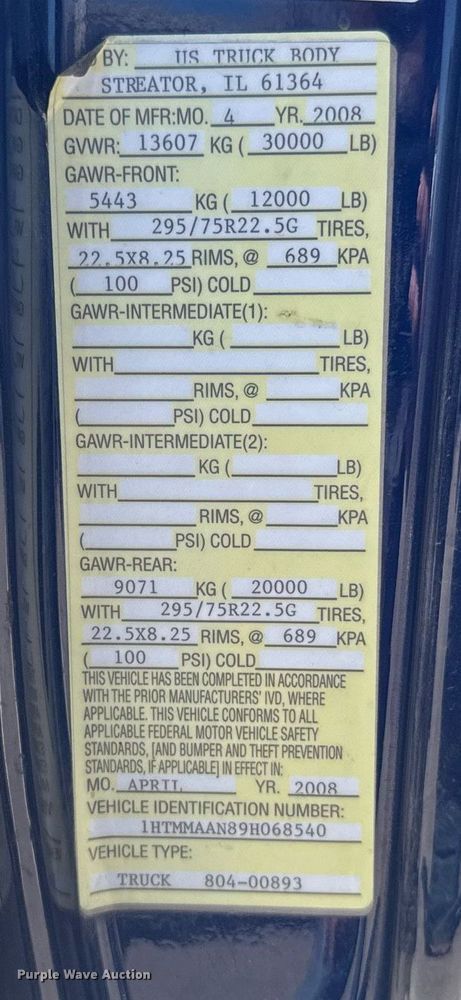 BY: US TRUCK BODY
STREATOR, IL 61364
DATE OF MFR:MO. 4 YR. 2008
GVWR: 13607 KG ( 30000 LB)
GAWR-FRONT:
5443 KG ( 12000 LB)
WITH 295/75R22.5G TIRES,
22.5X8.25 RIMS, @ 689 KPA
( 100 PSI) COLD
GAWR-INTERMEDIATE(1):
KG ( LB)
WITH TIRES,
RIMS, @ KPA
( PSI) COLD
GAWR-INTERMEDIATE(2):
KG ( LB)
WITH TIRES,
RIMS, @ KPA
( PSI) COLD
GAWR-REAR:
9071 KG ( 20000 LB)
WITH 295/75R22.5G TIRES,
22.5X8.25 RIMS, @ 689 KPA
( 100 PSI) COLD
THIS VEHICLE HAS BEEN COMPLETED IN ACCORDANCE
WITH THE PRIOR MANUFACTURERS' IVD, WHERE
APPLICABLE. THIS VEHICLE CONFORMS TO ALL
APPLICABLE FEDERAL MOTOR VEHICLE SAFETY
STANDARDS, [AND BUMPER AND THEFT PREVENTION
STANDARDS, IF APPLICABLE] IN EFFECT IN:
MO. APRIL YR. 2008
VEHICLE IDENTIFICATION NUMBER:
1HTMMAAN89H068540
VEHICLE TYPE:
TRUCK 804-00893
Purple Wave Auction